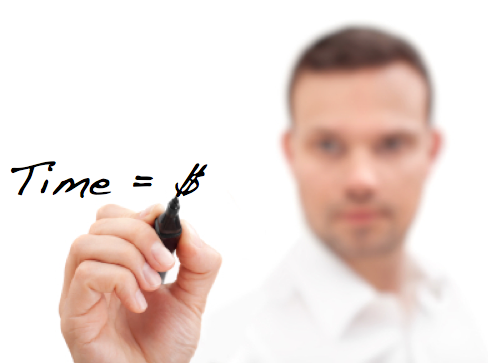 Time = $